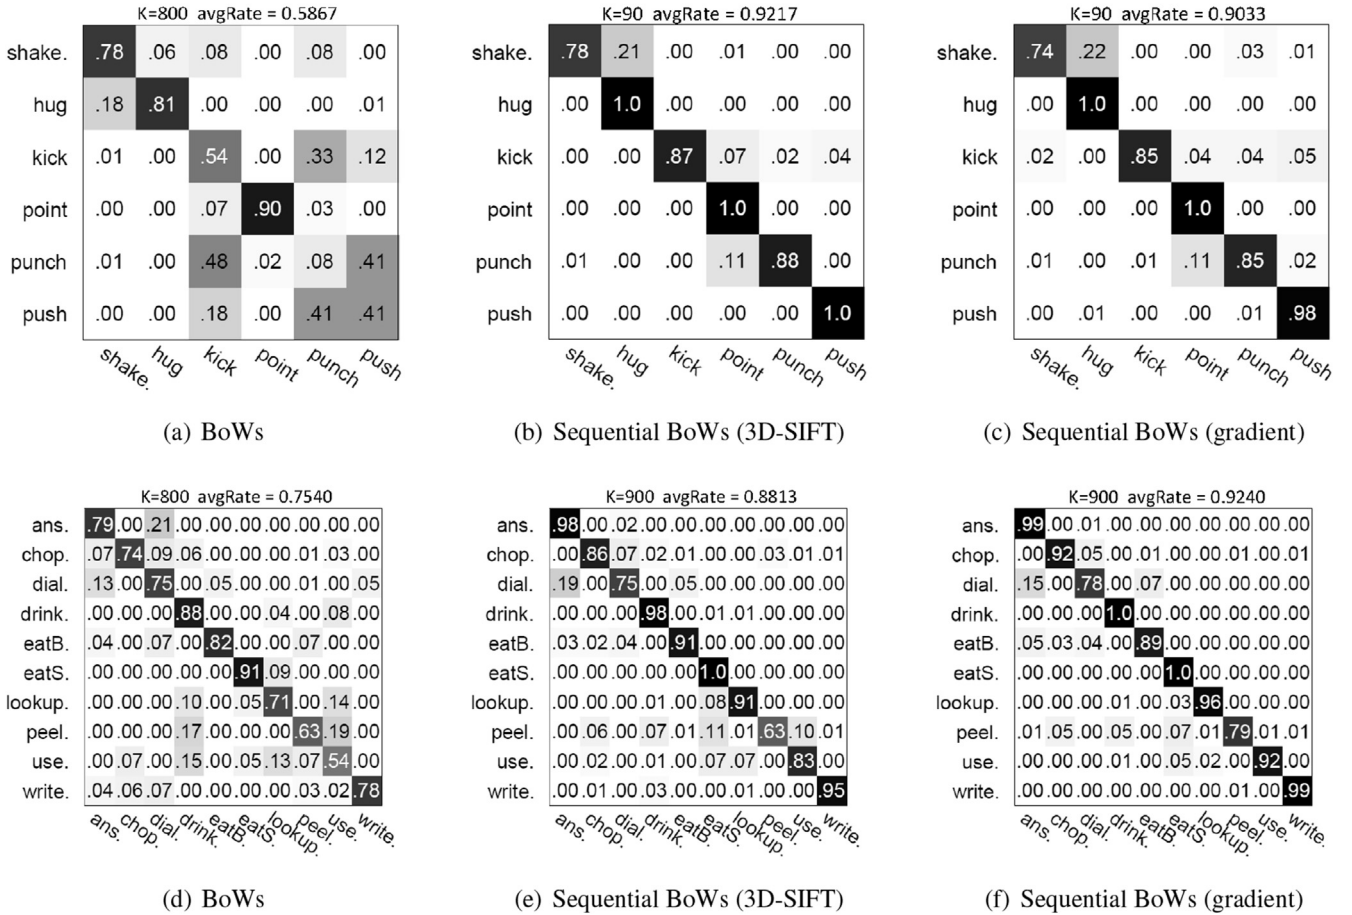 K=800 avgRate = 0.5867
shake. .78 .06 .08 .00 .08 .00
hug .18 .81 .00 .00 .00 .01
kick .01 .00 .54 .00 .33 .12
point .00 .00 .07 .90 .03 .00
punch .01 .00 .48 .02 .08 .41
push .00 .00 .18 .00 .41 .41
shake. hug kick point punch push
(a) BoWs
K=90 avgRate = 0.9217
shake. .78 .21 .00 .01 .00 .00
hug .00 1.0 .00 .00 .00 .00
kick .00 .00 .87 .07 .02 .04
point .00 .00 .00 1.0 .00 .00
punch .01 .00 .00 .11 .88 .00
push .00 .00 .00 .00 .00 1.0
shake. hug kick point punch push
(b) Sequential BoWs (3D-SIFT)
K=90 avgRate = 0.9033
shake. .74 .22 .00 .00 .03 .01
hug .00 1.0 .00 .00 .00 .00
kick .02 .00 .85 .04 .04 .05
point .00 .00 .00 1.0 .00 .00
punch .01 .00 .01 .11 .85 .02
push .00 .01 .00 .00 .01 .98
shake. hug kick point punch push
(c) Sequential BoWs (gradient)
K=800 avgRate = 0.7540
ans. .79 .00 .21 .00 .00 .00 .00 .00 .00 .00
chop. .07 .74 .09 .06 .00 .00 .00 .01 .03 .00
dial. .13 .00 .75 .00 .05 .00 .00 .01 .00 .05
drink. .00 .00 .00 .88 .00 .00 .04 .00 .08 .00
eatB. .04 .00 .07 .00 .82 .00 .00 .07 .00 .00
eatS. .00 .00 .00 .00 .00 .91 .09 .00 .00 .00
lookup. .00 .00 .00 .10 .00 .05 .71 .00 .14 .00
peel. .00 .00 .00 .17 .00 .00 .00 .63 .19 .00
use. .00 .07 .00 .15 .00 .05 .13 .07 .54 .00
write. .04 .06 .07 .00 .00 .00 .00 .03 .02 .78
ans. chop. dial. drink. eatB. eatS. lookup. peel. use. write.
(d) BoWs
K=900 avgRate = 0.8813
ans. .98 .00 .02 .00 .00 .00 .00 .00 .00 .00
chop. .00 .86 .07 .02 .01 .00 .00 .03 .01 .01
dial. .19 .00 .75 .00 .05 .00 .00 .00 .00 .00
drink. .00 .00 .00 .98 .00 .01 .01 .00 .00 .00
eatB. .03 .02 .04 .00 .91 .00 .00 .00 .00 .00
eatS. .00 .00 .00 .00 .00 1.0 .00 .00 .00 .00
lookup. .00 .00 .00 .01 .00 .08 .91 .00 .00 .00
peel. .00 .06 .00 .07 .01 .11 .01 .63 .10 .01
use. .00 .02 .00 .01 .00 .07 .07 .00 .83 .00
write. .00 .01 .00 .03 .00 .00 .01 .00 .00 .95
ans. chop. dial. drink. eatB. eatS. lookup. peel. use. write.
(e) Sequential BoWs (3D-SIFT)
K=900 avgRate = 0.9240
ans. .99 .00 .01 .00 .00 .00 .00 .00 .00 .00
chop. .00 .92 .05 .00 .01 .00 .00 .01 .00 .01
dial. .15 .00 .78 .00 .07 .00 .00 .00 .00 .00
drink. .00 .00 .00 1.0 .00 .00 .00 .00 .00 .00
eatB. .05 .03 .04 .00 .89 .00 .00 .00 .00 .00
eatS. .00 .00 .00 .00 .00 1.0 .00 .00 .00 .00
lookup. .00 .00 .00 .01 .00 .03 .96 .00 .00 .00
peel. .01 .05 .00 .05 .00 .07 .01 .79 .01 .01
use. .00 .00 .00 .00 .00 .05 .02 .00 .92 .00
write. .00 .00 .00 .00 .00 .00 .00 .01 .00 .99
ans. chop. dial. drink. eatB. eatS. lookup. peel. use. write.
(f) Sequential BoWs (gradient)